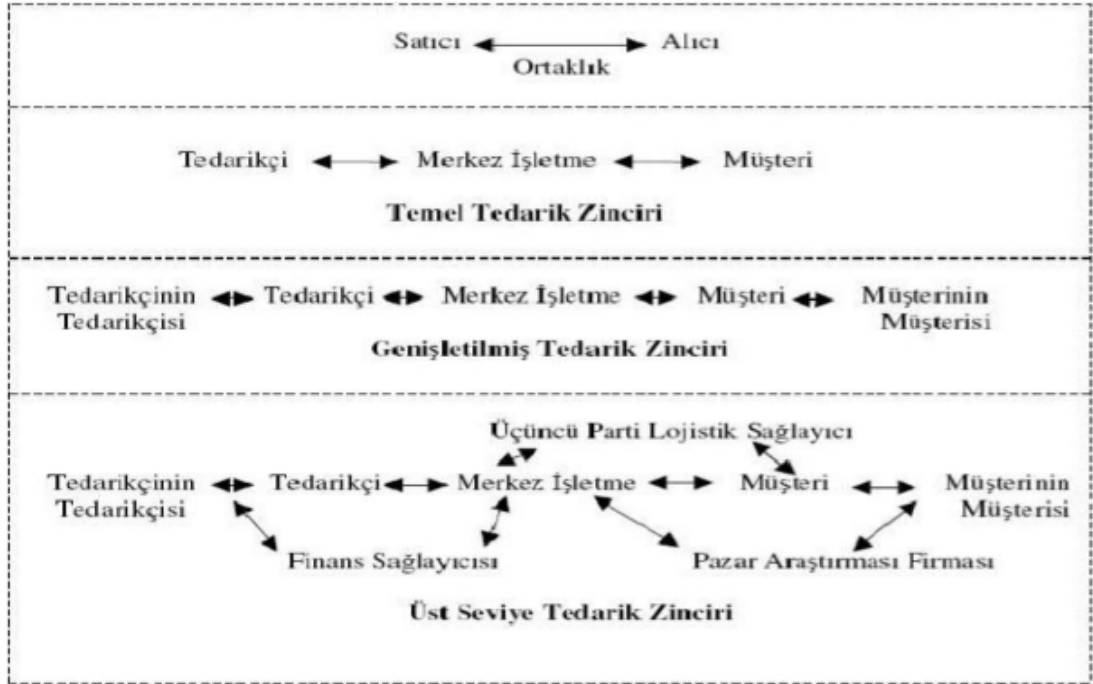 Satıcı Alıcı
Ortaklık
Tedarikçi Merkez İşletme Müşteri
Temel Tedarik Zinciri
Tedarikçinin Tedarikçi Merkez İşletme Müşteri Müşterinin
Tedarikçisi Müşterisi
Genişletilmiş Tedarik Zinciri
Üçüncü Parti Lojistik Sağlayıcı
Tedarikçinin Tedarikçi Merkez İşletme Müşteri Müşterinin
Tedarikçisi Müşterisi
Finans Sağlayıcısı Pazar Araştırması Firması
Üst Seviye Tedarik Zinciri